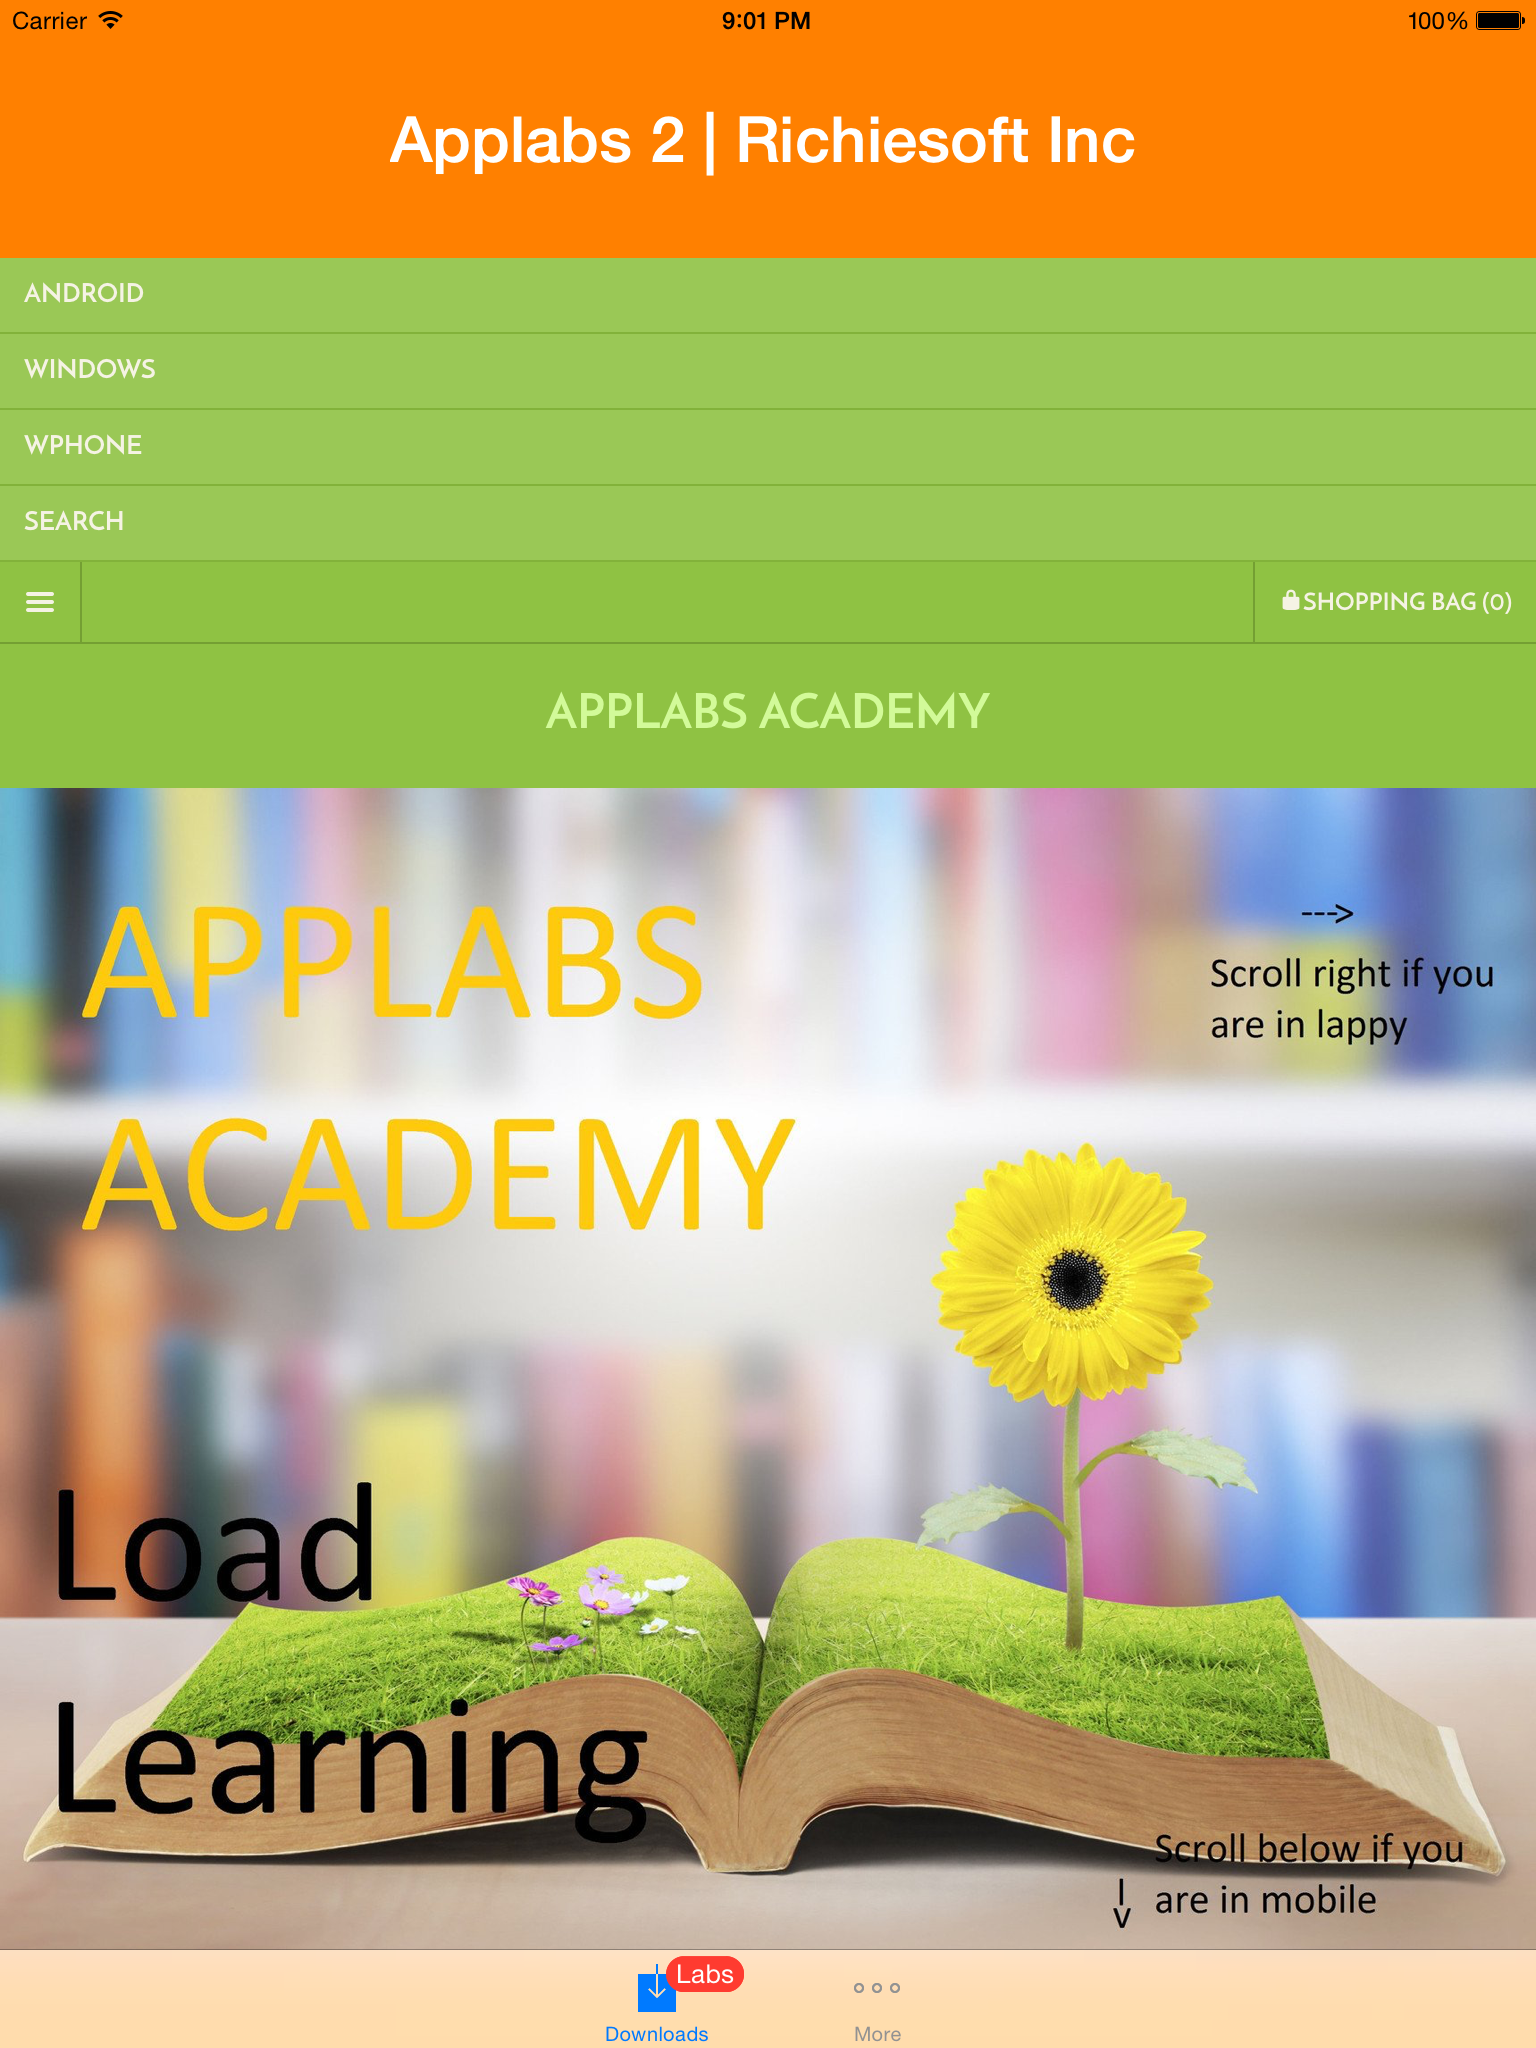 Carrier 9:01 PM 100%
Applabs 2 | Richiesoft Inc
ANDROID
WINDOWS
WPHONE
SEARCH
SHOPPING BAG (0)
APPLABS ACADEMY
APPLABS
ACADEMY
--->
Scroll right if you
are in lappy
Load
Learning
Scroll below if you
are in mobile
Labs
Downloads
More